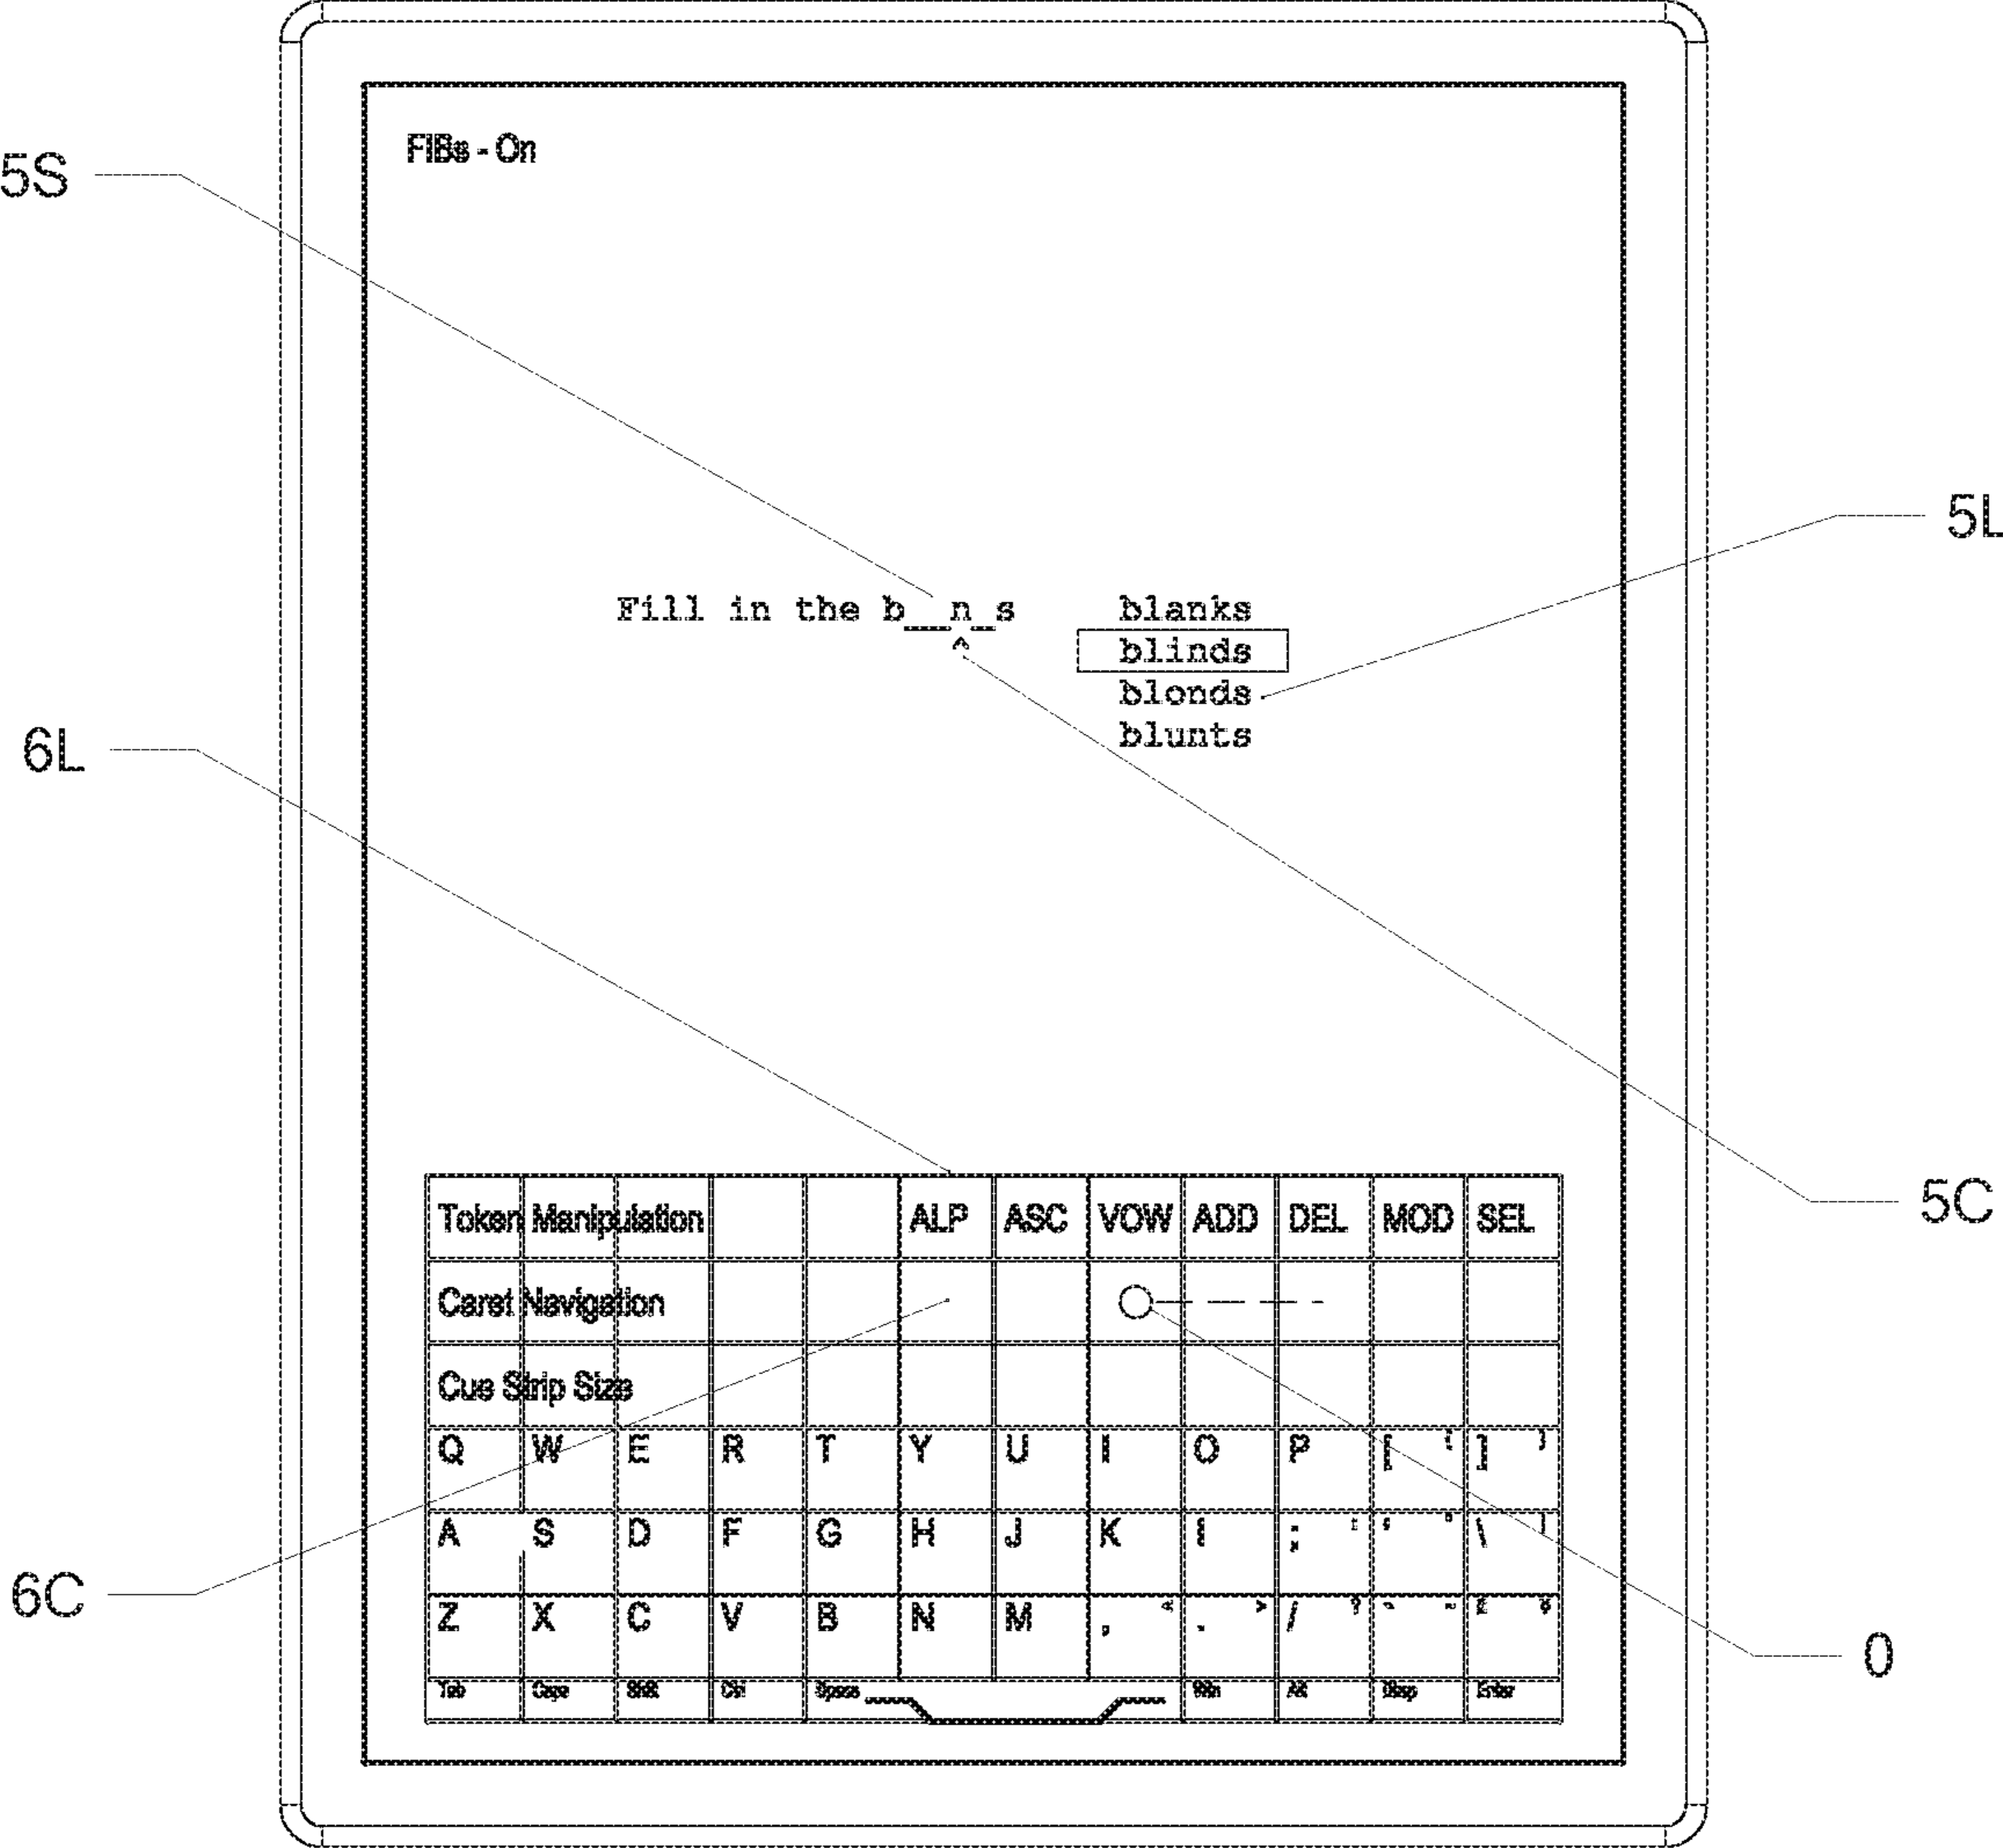 FIBs - On
5S
5L
Fill in the b__n_s blanks
^ blinds
blonds
blunts
6L
5C
Token Manipulation ALP ASC VOW ADD DEL MOD SEL
Caret Navigation
Cue Strip Size
Q W E R T Y U I O P [ { ] }
A S D F G H J K l ; : ' " \ |
Z X C V B N M , < . > / ?
Tab Caps Shift Ctrl Space Win Alt Disp Enter
6C
0